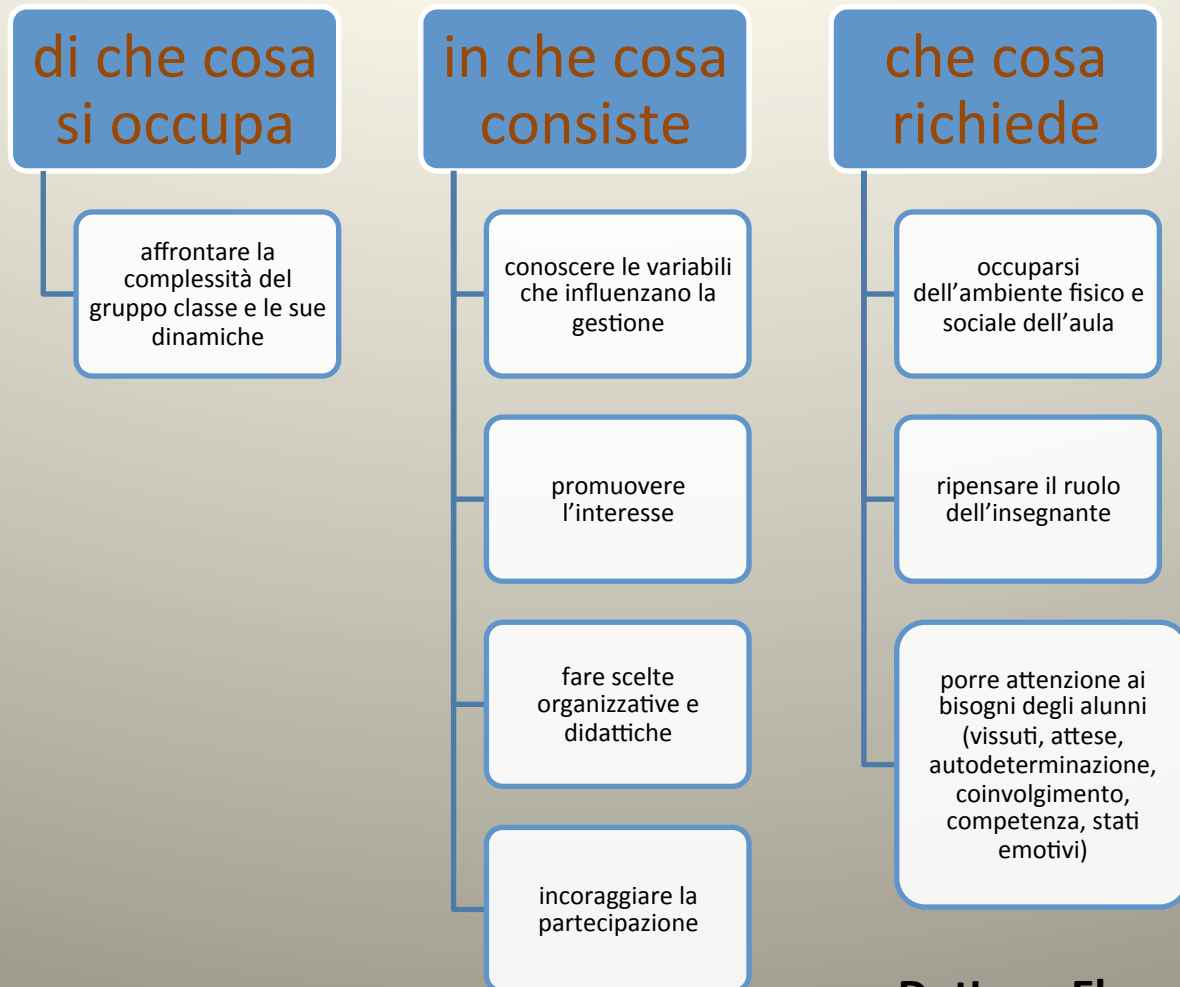 di che cosa
si occupa
affrontare la
complessità del
gruppo classe e le sue
dinamiche
in che cosa
consiste
conoscere le variabili
che influenzano la
gestione
promuovere
l’interesse
fare scelte
organizzative e
didattiche
incoraggiare la
partecipazione
che cosa
richiede
occuparsi
dell’ambiente fisico e
sociale dell’aula
ripensare il ruolo
dell’insegnante
porre attenzione ai
bisogni degli alunni
(vissuti, attese,
autodeterminazione,
coinvolgimento,
competenza, stati
emotivi)